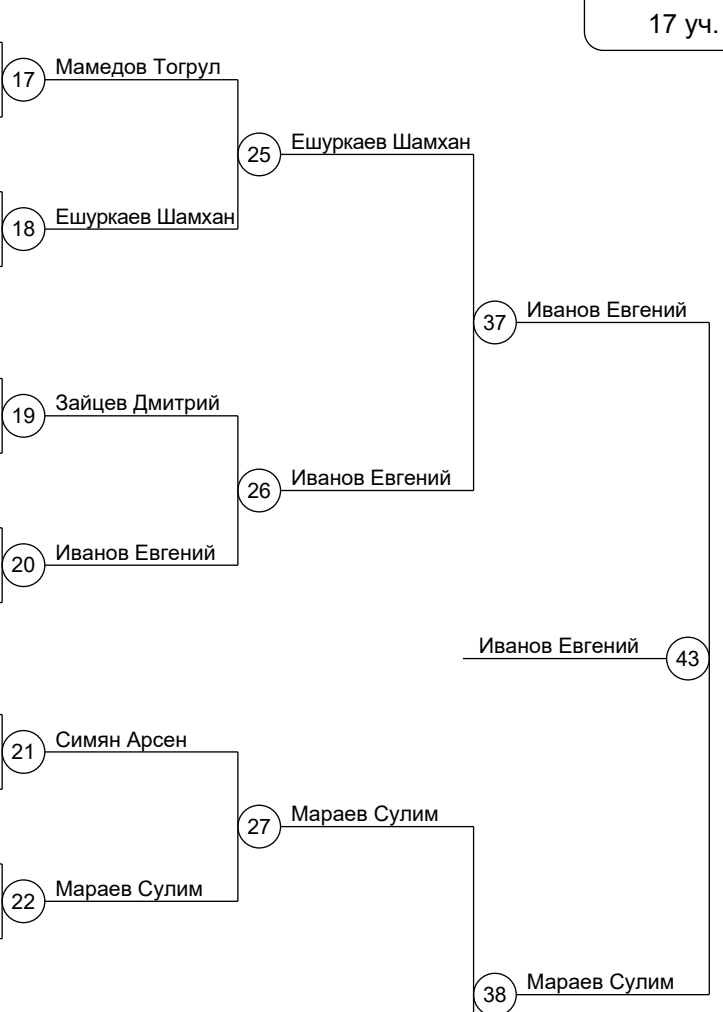 17 уч.
17 Мамедов Тогрул
25 Ешуркаев Шамхан
18 Ешуркаев Шамхан
37 Иванов Евгений
19 Зайцев Дмитрий
26 Иванов Евгений
20 Иванов Евгений
Иванов Евгений 43
21 Симян Арсен
27 Мараев Сулим
22 Мараев Сулим
38 Мараев Сулим